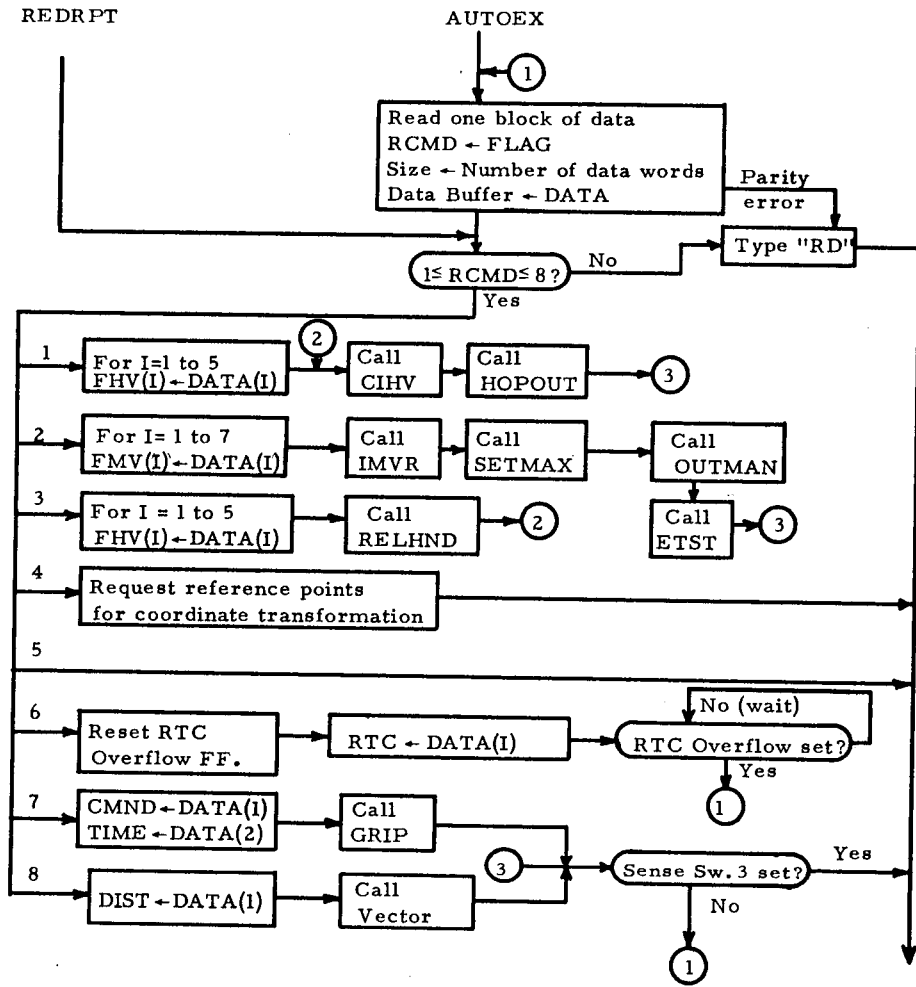 REDRPT
AUTOEX
1
Read one block of data
RCMD ← FLAG
Size ← Number of data words
Data Buffer ← DATA
Parity
error
Type "RD"
1≤ RCMD≤ 8?
No
Yes
1
For I=1 to 5
FHV(I)←DATA(I)
2
Call
CIHV
Call
HOPOUT
3
2
For I= 1 to 7
FMV(I)←DATA(I)
Call
IMVR
Call
SETMAX
Call
OUTMAN
3
For I = 1 to 5
FHV(I)←DATA(I)
Call
RELHND
2
Call
ETST
3
4
Request reference points
for coordinate transformation
5
6
Reset RTC
Overflow FF.
RTC ← DATA(I)
No (wait)
RTC Overflow set?
Yes
1
7
CMND←DATA(1)
TIME ←DATA(2)
Call
GRIP
3
Sense Sw. 3 set?
Yes
8
DIST←DATA(1)
Call
Vector
No
1